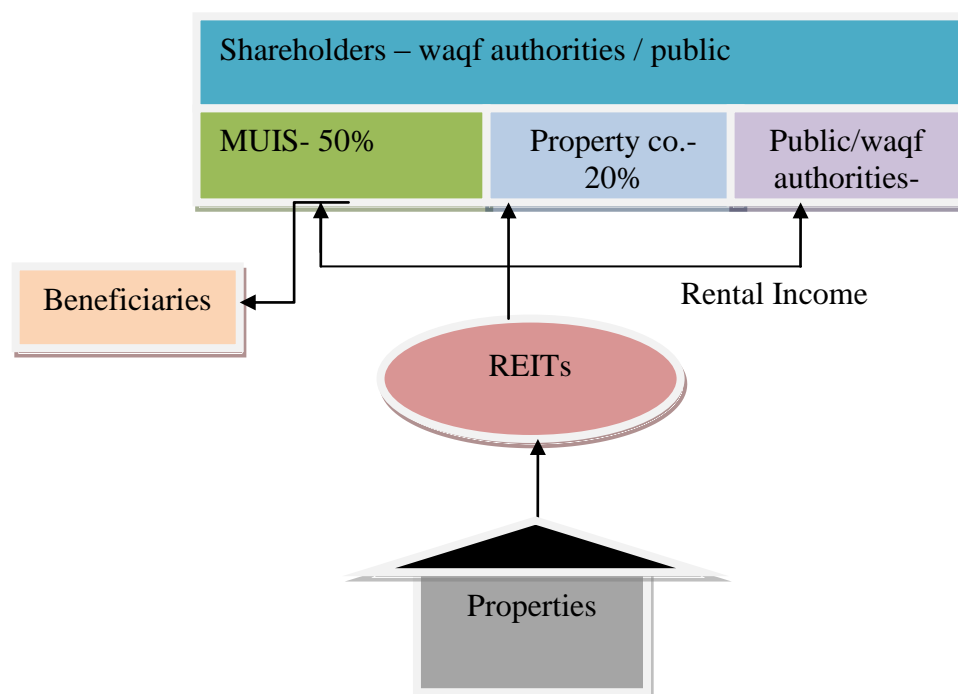 Shareholders – waqf authorities / public
MUIS- 50%
Property co.-
20%
Public/waqf
authorities-
Beneficiaries
Rental Income
REITs
Properties